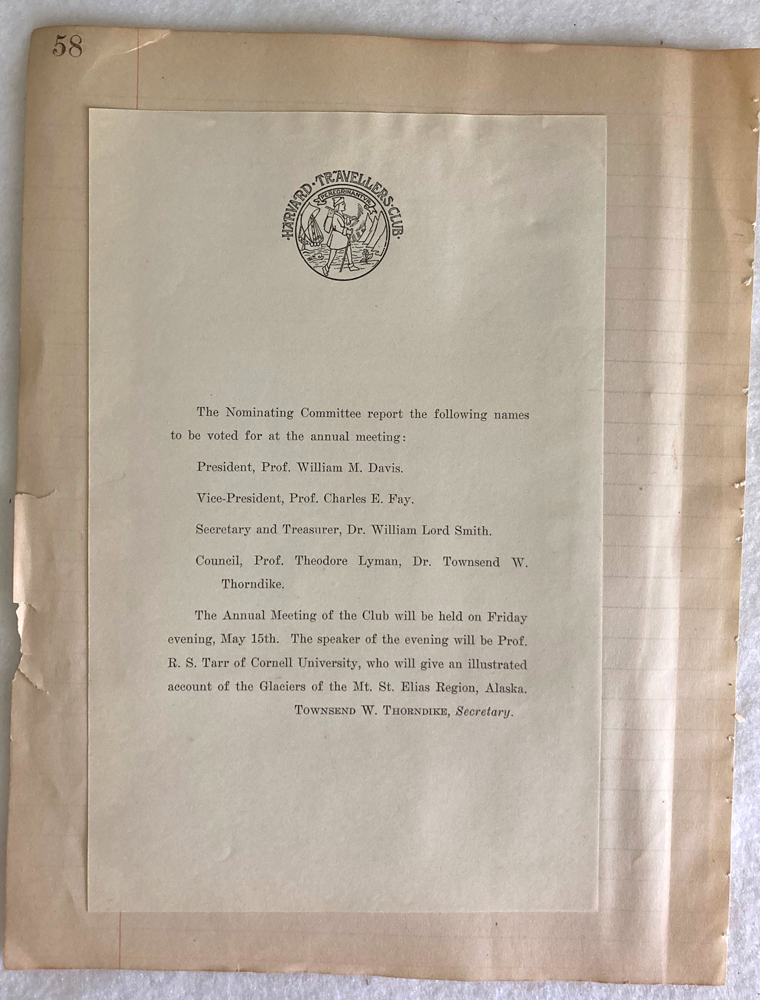 58
·HARVARD·TRAVELLERS·CLUB·
The Nominating Committee report the following names
to be voted for at the annual meeting:
President, Prof. William M. Davis.
Vice-President, Prof. Charles E. Fay.
Secretary and Treasurer, Dr. William Lord Smith.
Council, Prof. Theodore Lyman, Dr. Townsend W.
Thorndike.
The Annual Meeting of the Club will be held on Friday
evening, May 15th. The speaker of the evening will be Prof.
R. S. Tarr of Cornell University, who will give an illustrated
account of the Glaciers of the Mt. St. Elias Region, Alaska.
TOWNSEND W. THORNDIKE, Secretary.